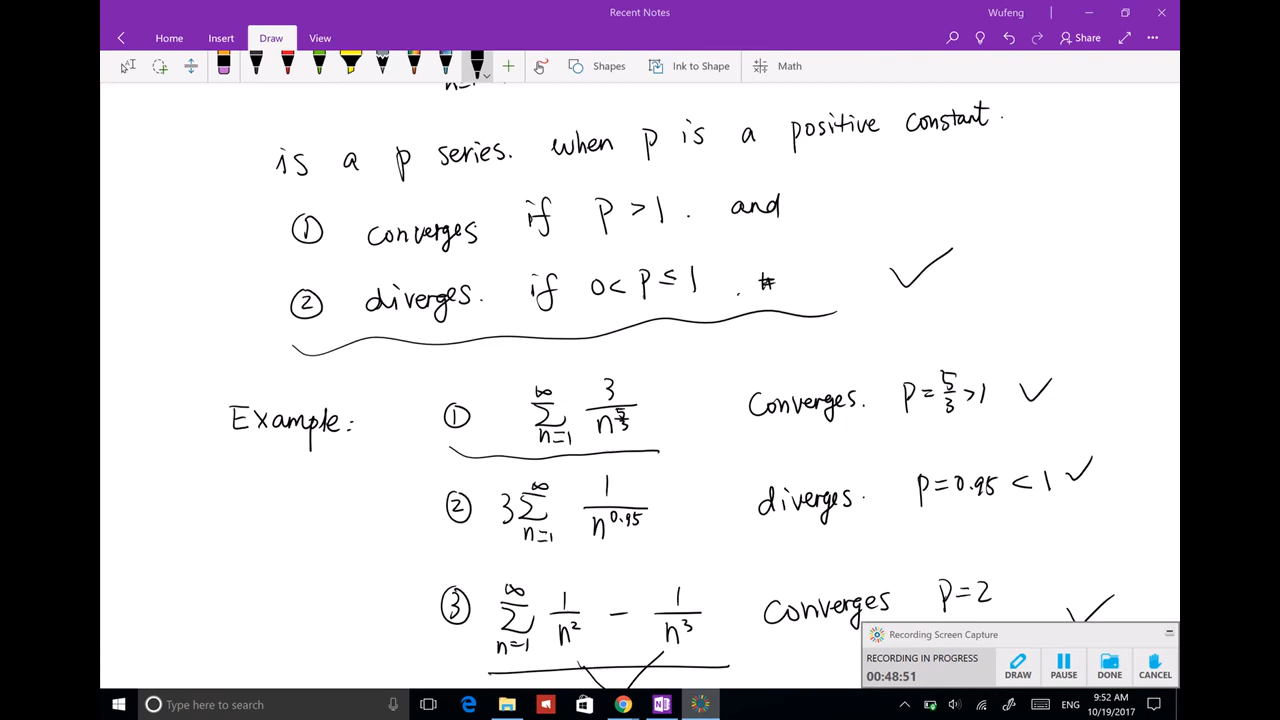 Recent Notes
Wufeng
Home Insert Draw View
Share
Shapes Ink to Shape Math
is a p series. when p is a positive constant.
① converges if p > 1. and
② diverges. if 0 < p ≤ 1.
Example: ① ∞ ∑ n=1 3/n^(5/3) Converges. p = 5/3 > 1 ✓
② 3 ∞ ∑ n=1 1/n^0.95 diverges. p = 0.95 < 1 ✓
③ ∞ ∑ n=1 1/n² − 1/n³ Converges p = 2
Recording Screen Capture
RECORDING IN PROGRESS
00:48:51
DRAW PAUSE DONE CANCEL
Type here to search
ENG
9:52 AM
10/19/2017